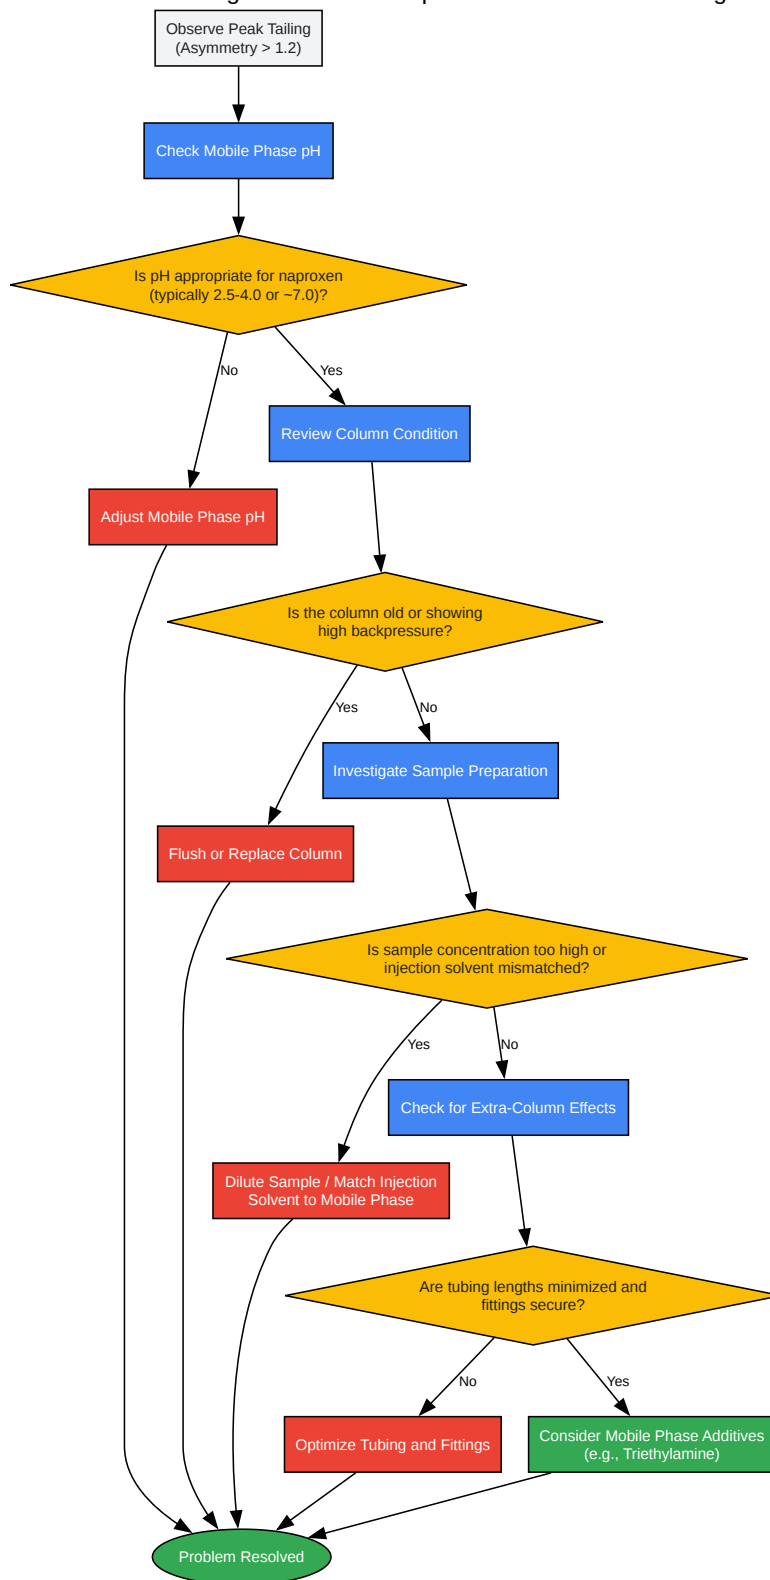 Observe Peak Tailing
(Asymmetry > 1.2)
Check Mobile Phase pH
Is pH appropriate for naproxen
(typically 2.5-4.0 or ~7.0)?
No
Yes
Review Column Condition
Adjust Mobile Phase pH
Is the column old or showing
high backpressure?
Yes
No
Investigate Sample Preparation
Flush or Replace Column
Is sample concentration too high or
injection solvent mismatched?
Yes
No
Check for Extra-Column Effects
Dilute Sample / Match Injection
Solvent to Mobile Phase
Are tubing lengths minimized and
fittings secure?
No
Yes
Optimize Tubing and Fittings
Consider Mobile Phase Additives
(e.g., Triethylamine)
Problem Resolved